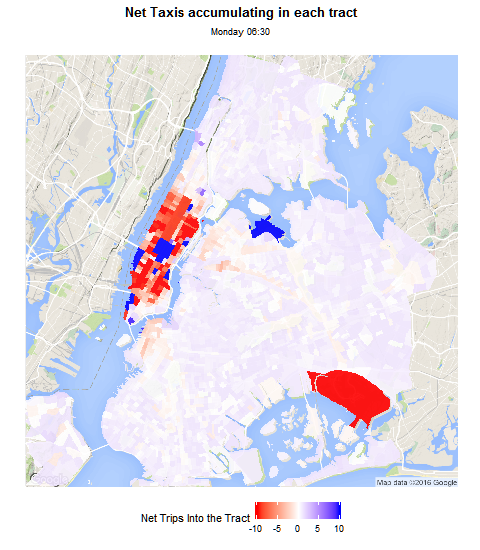 Net Taxis accumulating in each tract
Monday 06:30
Map data ©2016 Google
Net Trips Into the Tract
-10 -5 0 5 10